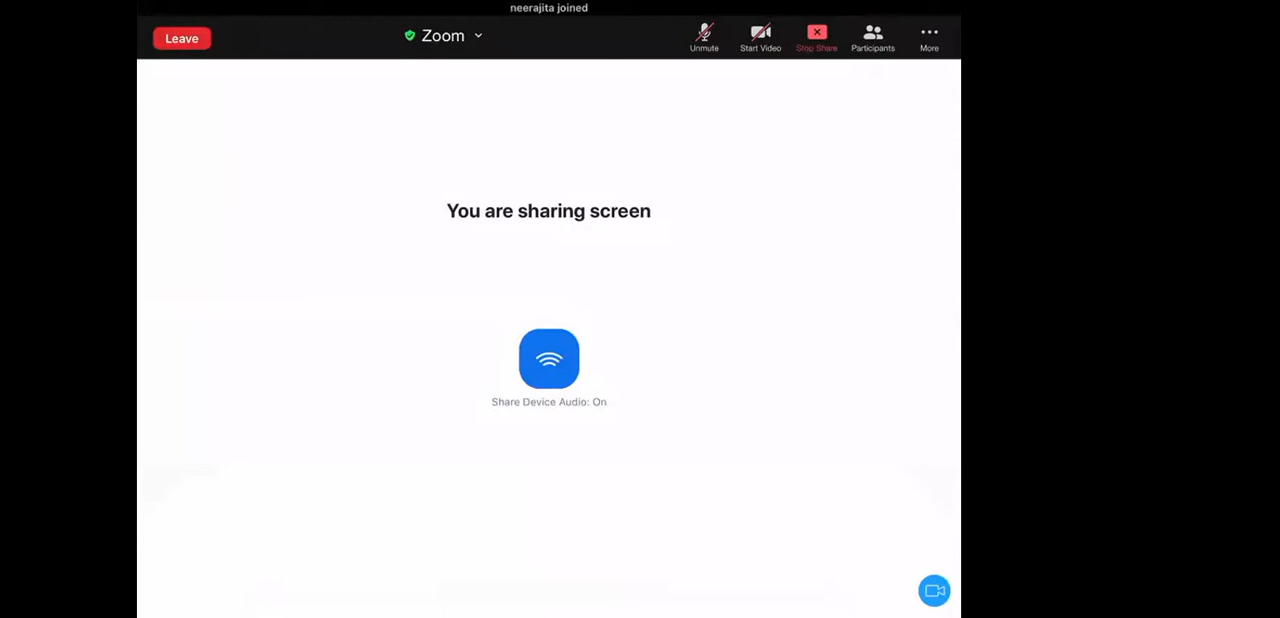 neerajita joined
Leave
Zoom
Unmute
Start Video
Stop Share
Participants
More
You are sharing screen
Share Device Audio: On